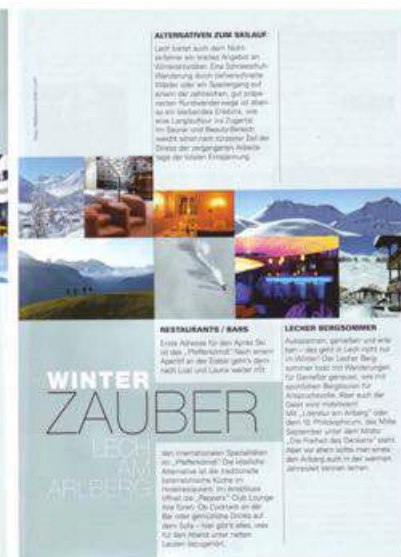 ALTERNATIVEN ZUM SKILAUF
Lech bietet auch dem Nicht-
skifahrer ein breites Angebot an
Winteraktivitäten. Eine Schneeschuh-
Wanderung durch tiefverschneite
Wälder oder ein Spaziergang auf
einem der zahlreichen, gut präpa-
rierten Rundwanderwege ist eben-
so ein bleibendes Erlebnis, wie
eine Langlauftour ins Zugertal.
Im Sauna- und Beauty-Bereich
weicht schon nach kürzester Zeit der
Stress der vergangenen Arbeits-
tage der totalen Entspannung.
RESTAURANTS / BARS
Erste Adresse für den Après Ski
ist das „Pfefferkörndl“. Nach einem
Aperitif an der Eisbar geht's dann
nach Lust und Laune weiter mit
den internationalen Spezialitäten
im „Pfefferkörndl“. Die köstliche
Alternative ist die traditionelle
österreichische Küche im
Hotelrestaurant. Im Anschluss
öffnet die „Peppers“ Club Lounge
ihre Türen. Ob Cocktails an der
Bar oder gemütliche Drinks auf
dem Sofa – hier gibt's alles, was
für den Abend unter netten
Leuten dazugehört.
LECHER BERGSOMMER
Ausspannen, genießen und erle-
ben – das geht in Lech nicht nur
im Winter! Der Lecher Berg-
sommer lockt mit Wanderungen
für Genießer genauso, wie mit
sportlichen Bergtouren für
Anspruchsvolle. Aber auch der
Geist wird mobilisiert!
Mit „Literatur am Arlberg“ oder
dem Philosophicum, das Mitte
September unter dem Motto:
„Die Freiheit des Denkens“ steht.
Aber vor allem sollte man eines:
den Arlberg auch in der warmen
Jahreszeit kennen lernen.
WINTER
ZAUBER
LECH
AM
ARLBERG